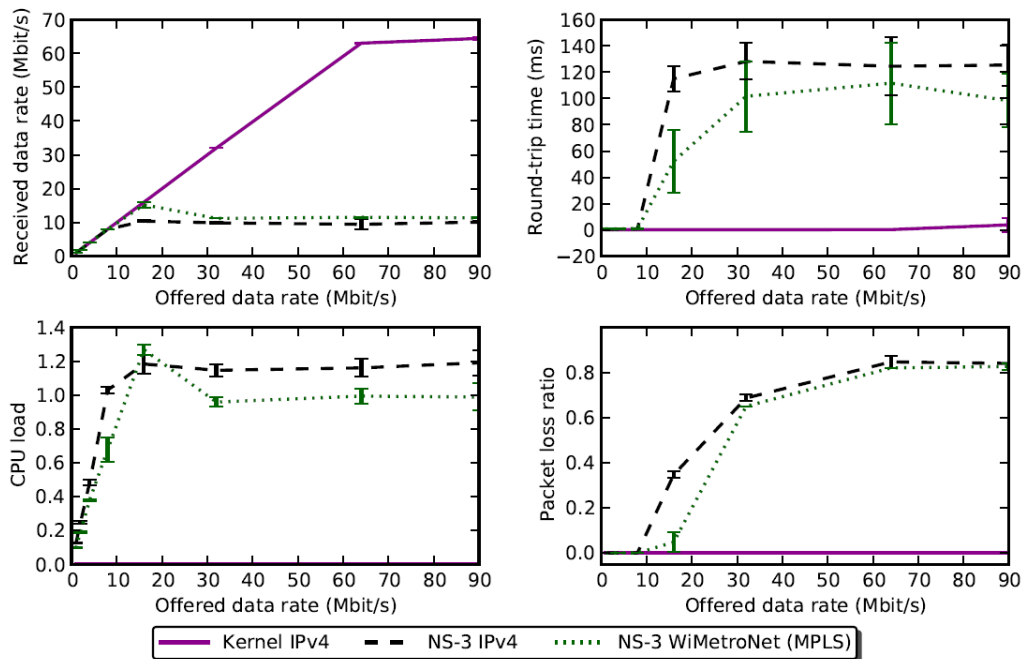 Received data rate (Mbit/s)
70
60
50
40
30
20
10
0
0 10 20 30 40 50 60 70 80 90
Offered data rate (Mbit/s)
Round-trip time (ms)
160
140
120
100
80
60
40
20
0
−20
0 10 20 30 40 50 60 70 80 90
Offered data rate (Mbit/s)
CPU load
1.4
1.2
1.0
0.8
0.6
0.4
0.2
0.0
0 10 20 30 40 50 60 70 80 90
Offered data rate (Mbit/s)
Packet loss ratio
0.8
0.6
0.4
0.2
0.0
0 10 20 30 40 50 60 70 80 90
Offered data rate (Mbit/s)
Kernel IPv4 NS-3 IPv4 NS-3 WiMetroNet (MPLS)